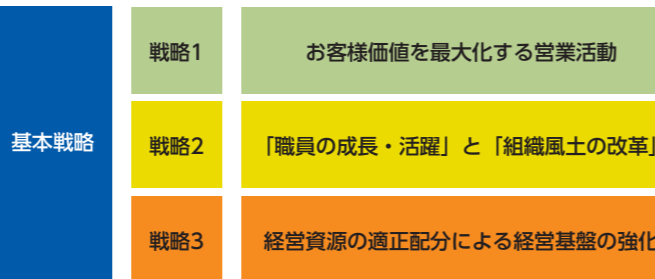 基本戦略
戦略1
お客様価値を最大化する営業活動
戦略2
「職員の成長・活躍」と「組織風土の改革」
戦略3
経営資源の適正配分による経営基盤の強化